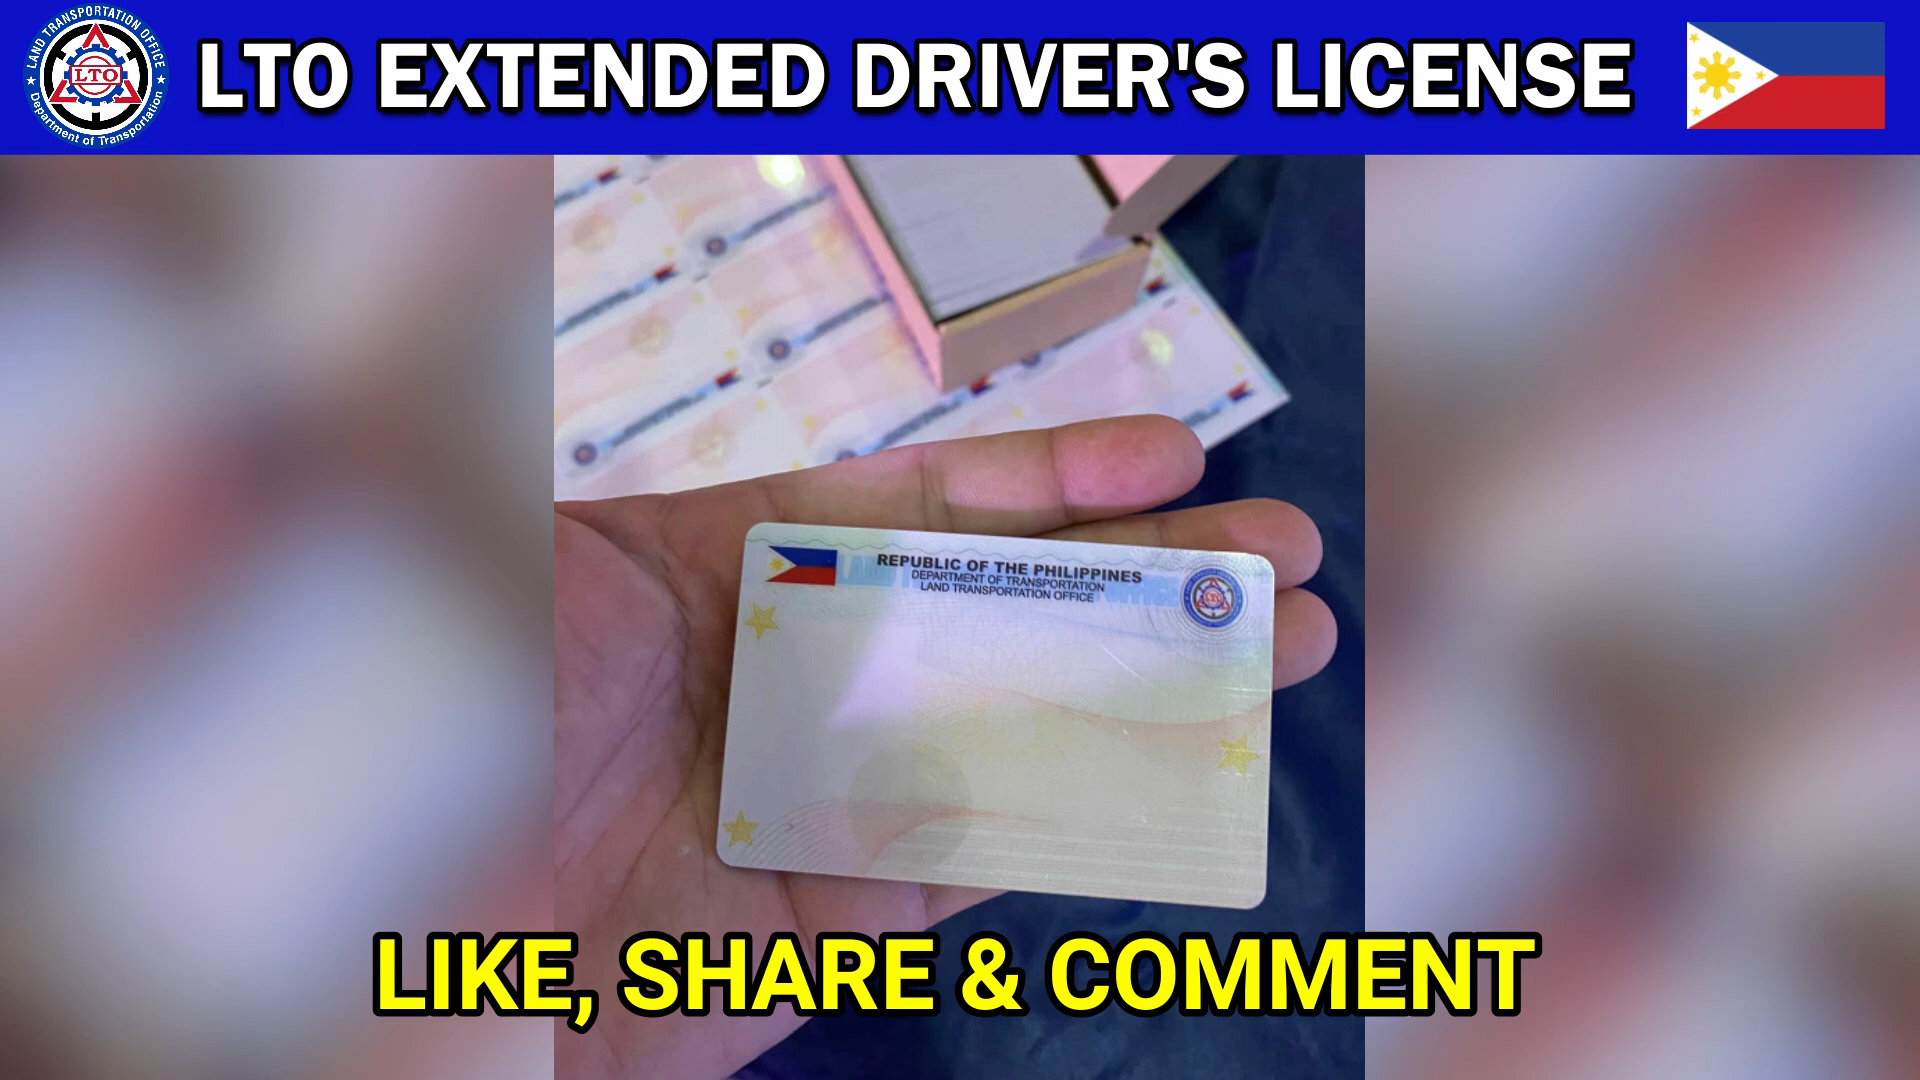 LAND TRANSPORTATION OFFICE
LTO
Department of Transportation
LTO EXTENDED DRIVER'S LICENSE
REPUBLIC OF THE PHILIPPINES
DEPARTMENT OF TRANSPORTATION
LAND TRANSPORTATION OFFICE
LTO
LIKE, SHARE & COMMENT